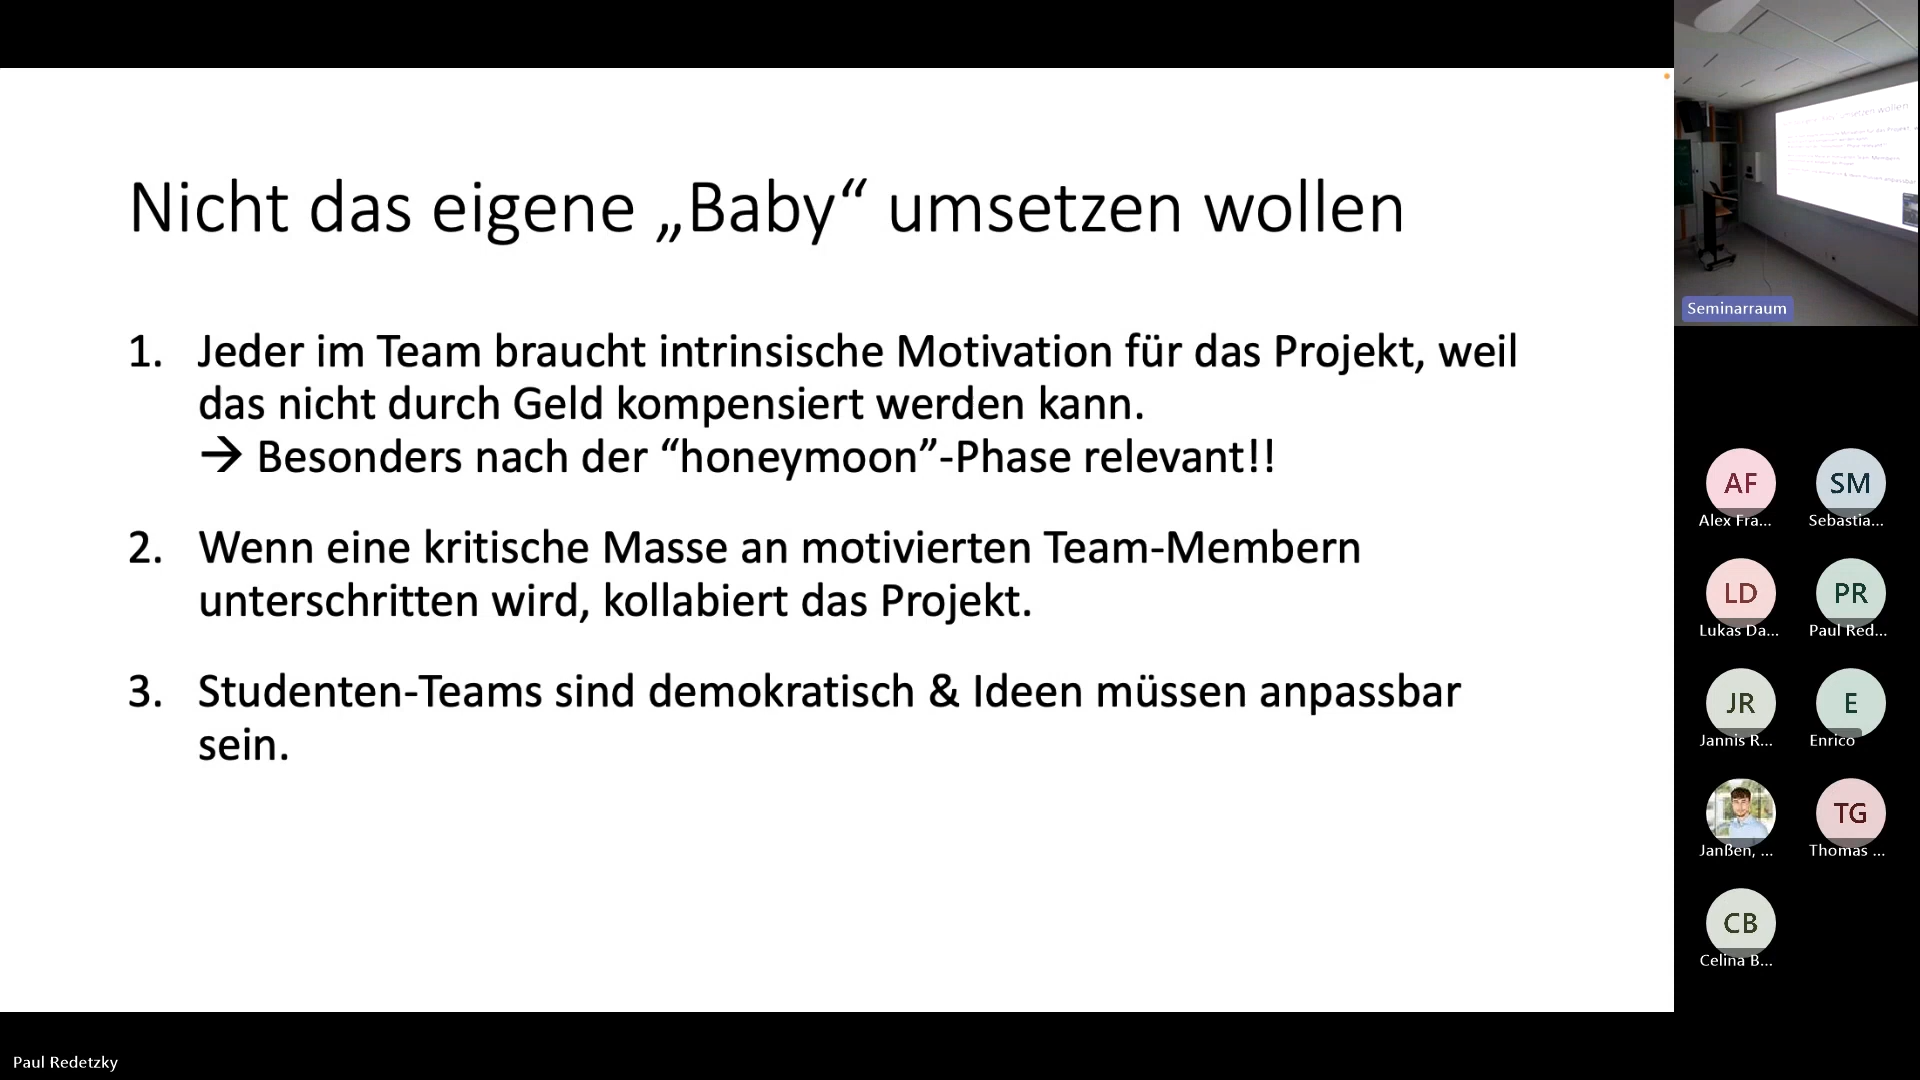 Nicht das eigene „Baby“ umsetzen wollen
1. Jeder im Team braucht intrinsische Motivation für das Projekt, weil
das nicht durch Geld kompensiert werden kann.
→ Besonders nach der “honeymoon”-Phase relevant!!
2. Wenn eine kritische Masse an motivierten Team-Membern
unterschritten wird, kollabiert das Projekt.
3. Studenten-Teams sind demokratisch & Ideen müssen anpassbar
sein.
Seminarraum
AF
SM
Alex Fra...
Sebastia...
LD
PR
Lukas Da...
Paul Red...
JR
E
Jannis R...
Enrico
TG
Janßen, ...
Thomas ...
CB
Celina B...
Paul Redetzky